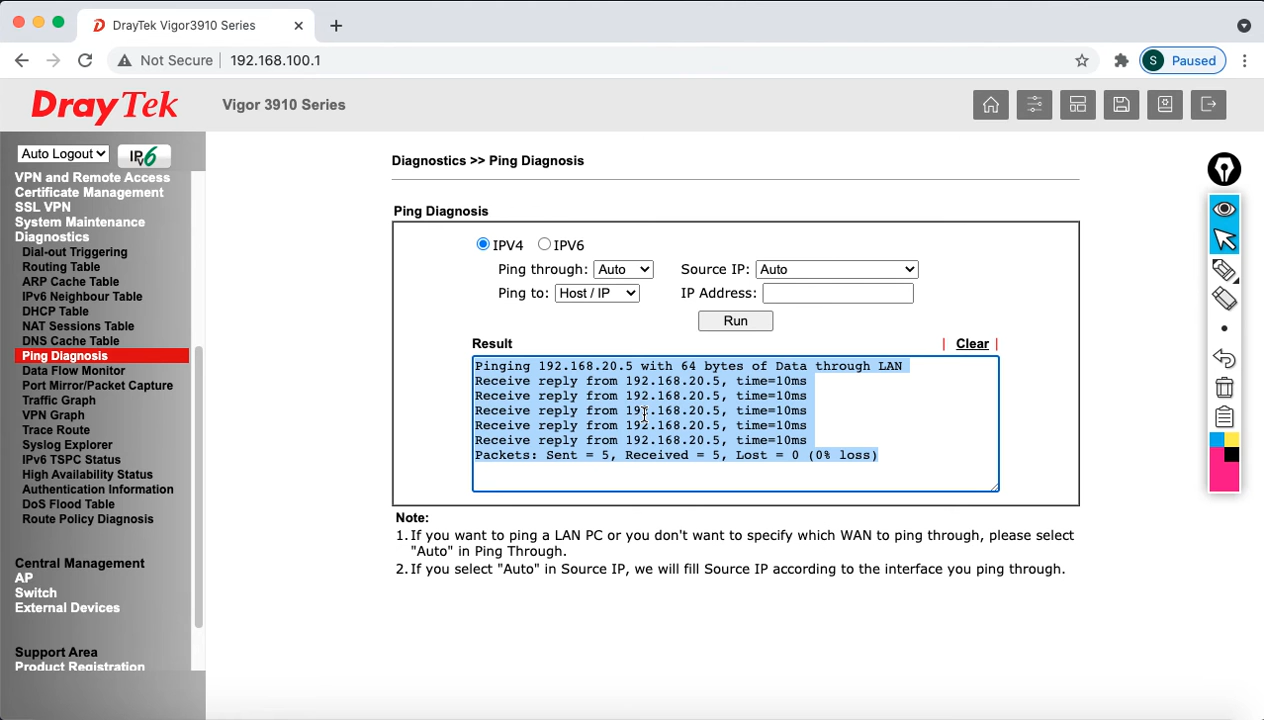 DrayTek Vigor3910 Series
Not Secure 192.168.100.1
S Paused
DrayTek
Vigor 3910 Series
Auto Logout
IPv6
VPN and Remote Access
Certificate Management
SSL VPN
System Maintenance
Diagnostics
Dial-out Triggering
Routing Table
ARP Cache Table
IPv6 Neighbour Table
DHCP Table
NAT Sessions Table
DNS Cache Table
Ping Diagnosis
Data Flow Monitor
Port Mirror/Packet Capture
Traffic Graph
VPN Graph
Trace Route
Syslog Explorer
IPv6 TSPC Status
High Availability Status
Authentication Information
DoS Flood Table
Route Policy Diagnosis
Central Management
AP
Switch
External Devices
Support Area
Product Registration
Diagnostics >> Ping Diagnosis
Ping Diagnosis
IPV4 IPV6
Ping through: Auto Source IP: Auto
Ping to: Host / IP IP Address:
Run
Result | Clear |
Pinging 192.168.20.5 with 64 bytes of Data through LAN
Receive reply from 192.168.20.5, time=10ms
Receive reply from 192.168.20.5, time=10ms
Receive reply from 192.168.20.5, time=10ms
Receive reply from 192.168.20.5, time=10ms
Receive reply from 192.168.20.5, time=10ms
Packets: Sent = 5, Received = 5, Lost = 0 (0% loss)
Note:
1. If you want to ping a LAN PC or you don't want to specify which WAN to ping through, please select
"Auto" in Ping Through.
2. If you select "Auto" in Source IP, we will fill Source IP according to the interface you ping through.